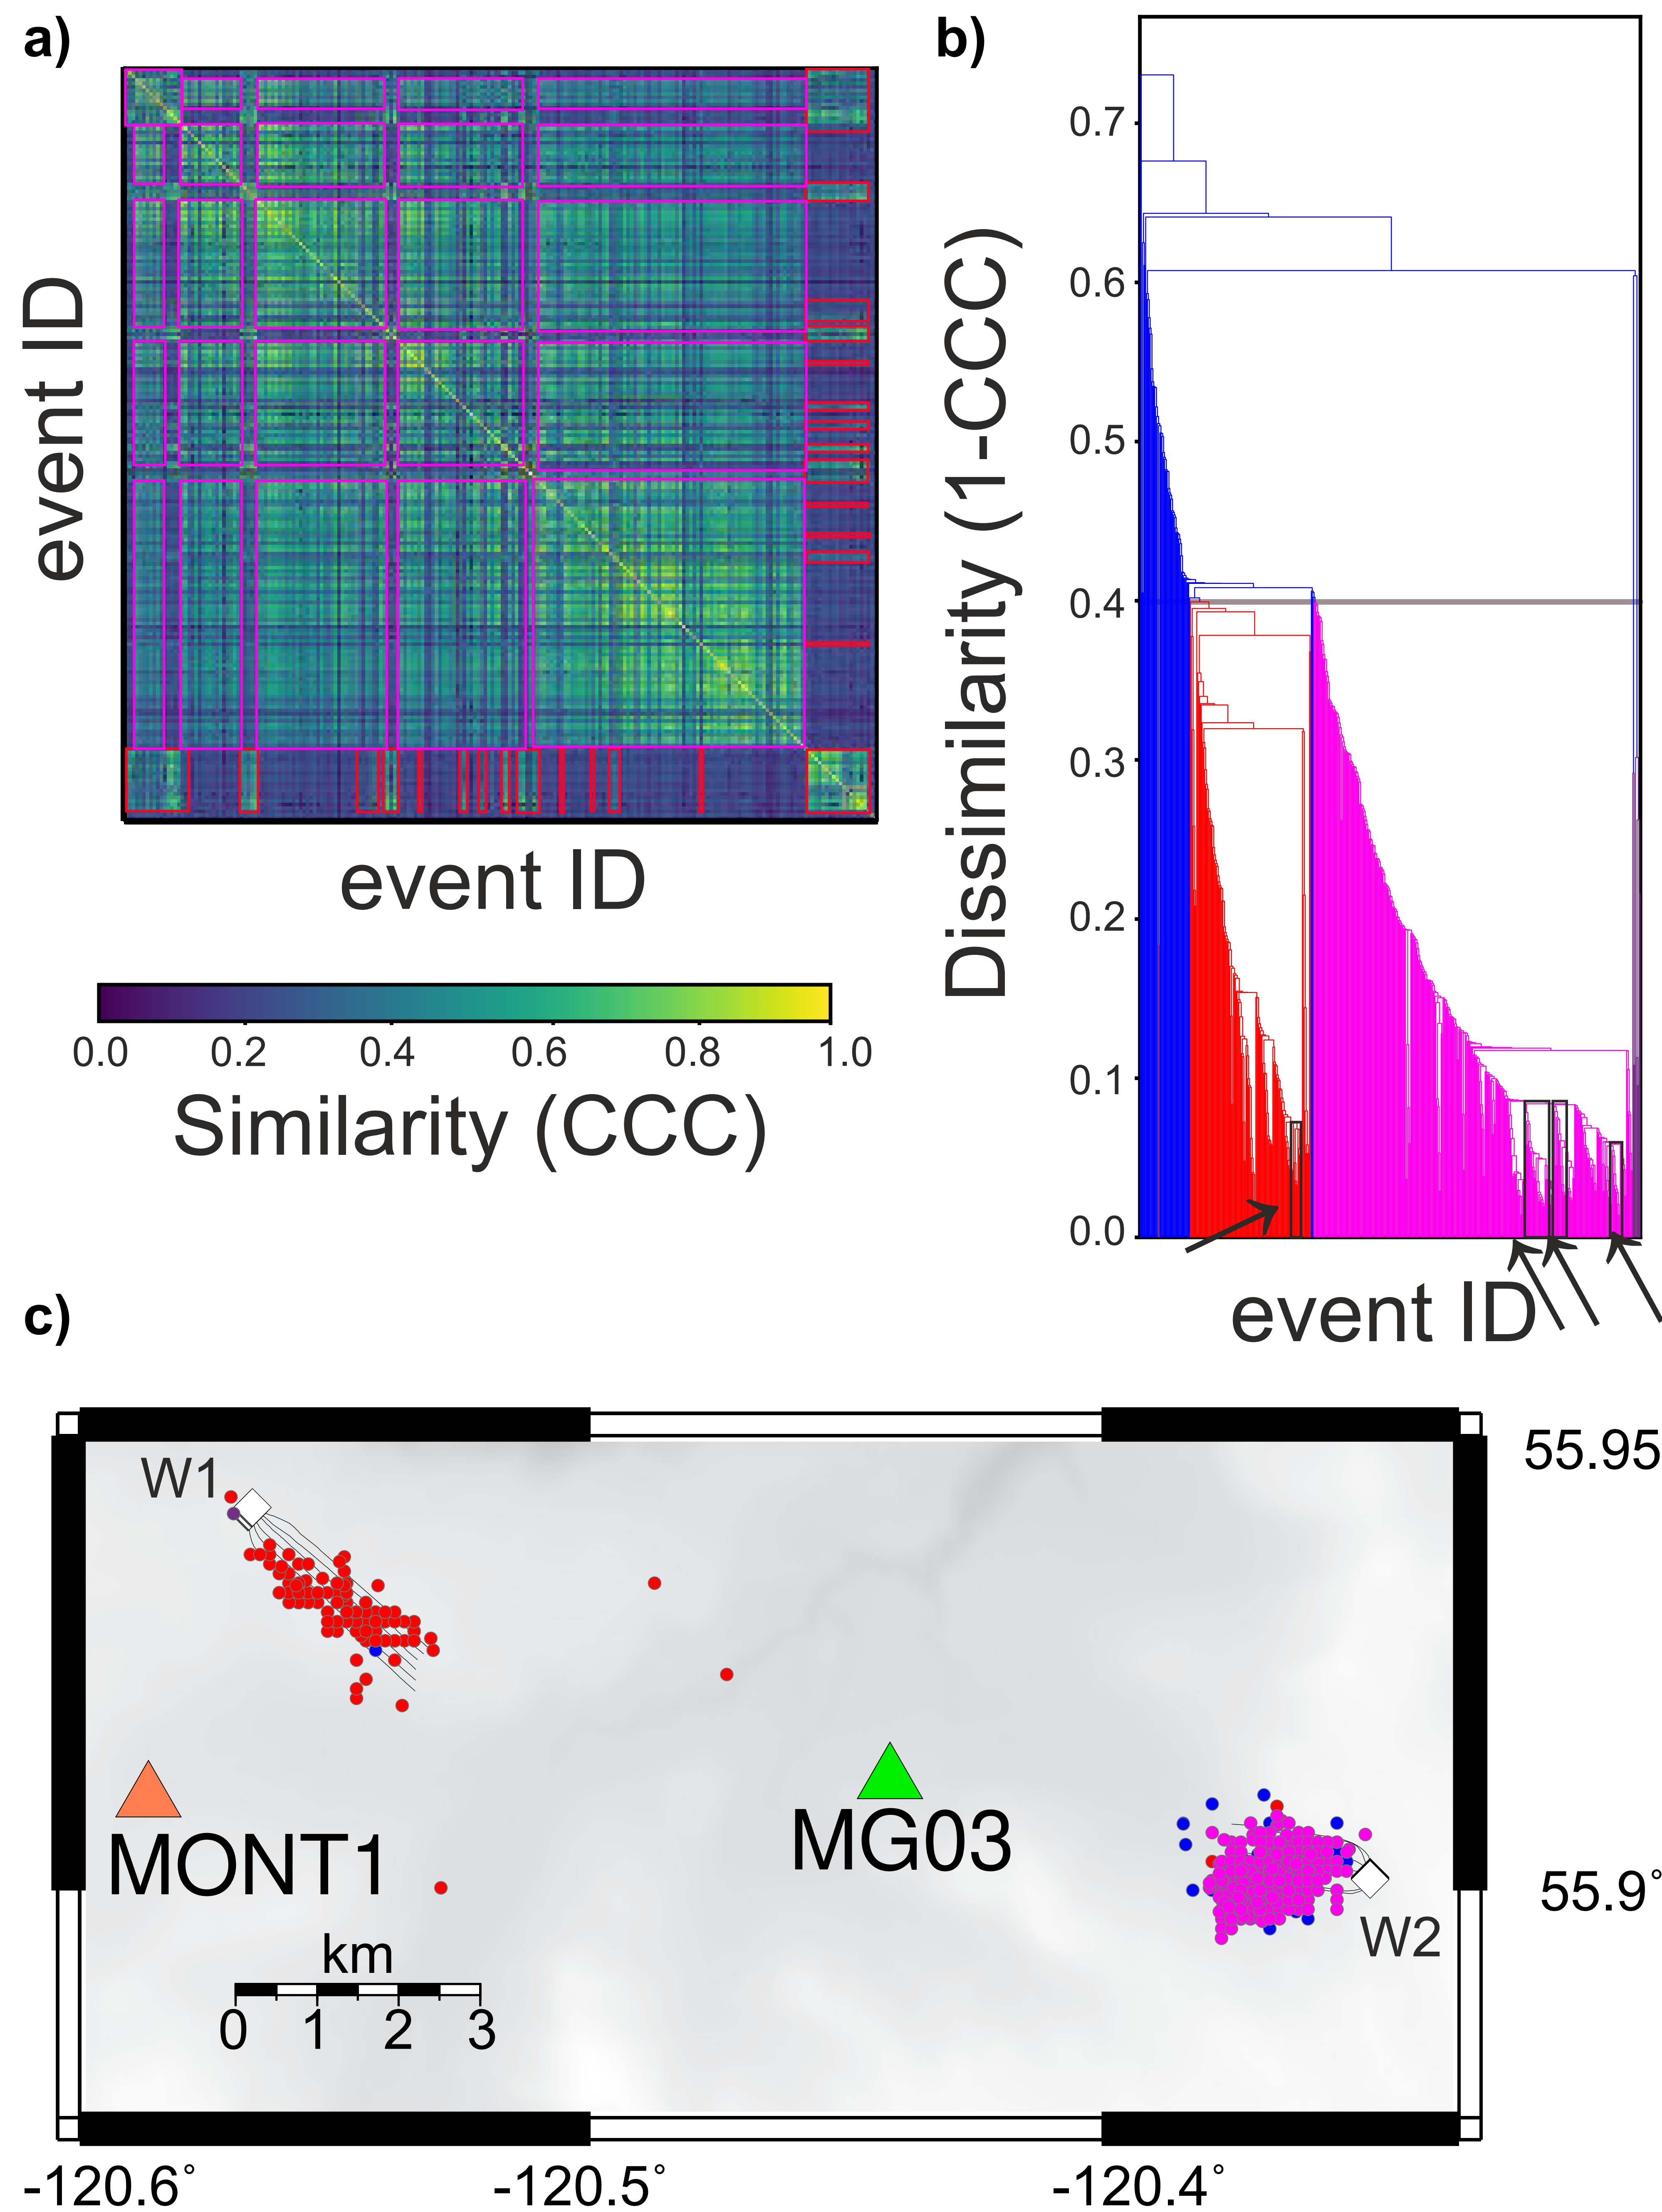 a)
event ID
event ID
0.0 0.2 0.4 0.6 0.8 1.0
Similarity (CCC)
b)
Dissimilarity (1-CCC)
0.7
0.6
0.5
0.4
0.3
0.2
0.1
0.0
event ID
c)
W1
MONT1
MG03
W2
km
0 1 2 3
55.95
55.9°
-120.6° -120.5° -120.4°